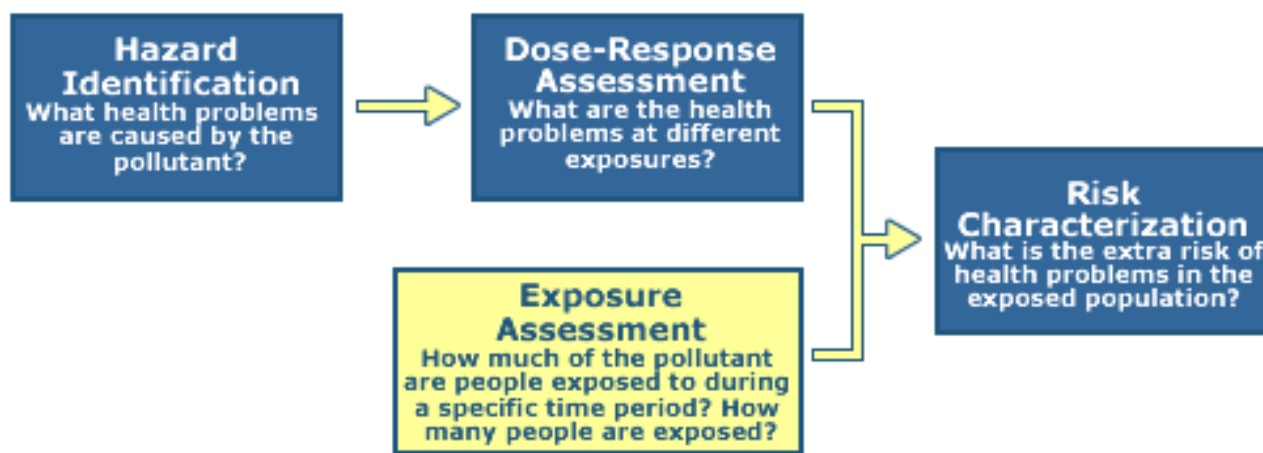 Hazard
Identification
What health problems
are caused by the
pollutant?
Dose-Response
Assessment
What are the health
problems at different
exposures?
Exposure
Assessment
How much of the pollutant
are people exposed to during
a specific time period? How
many people are exposed?
Risk
Characterization
What is the extra risk of
health problems in the
exposed population?